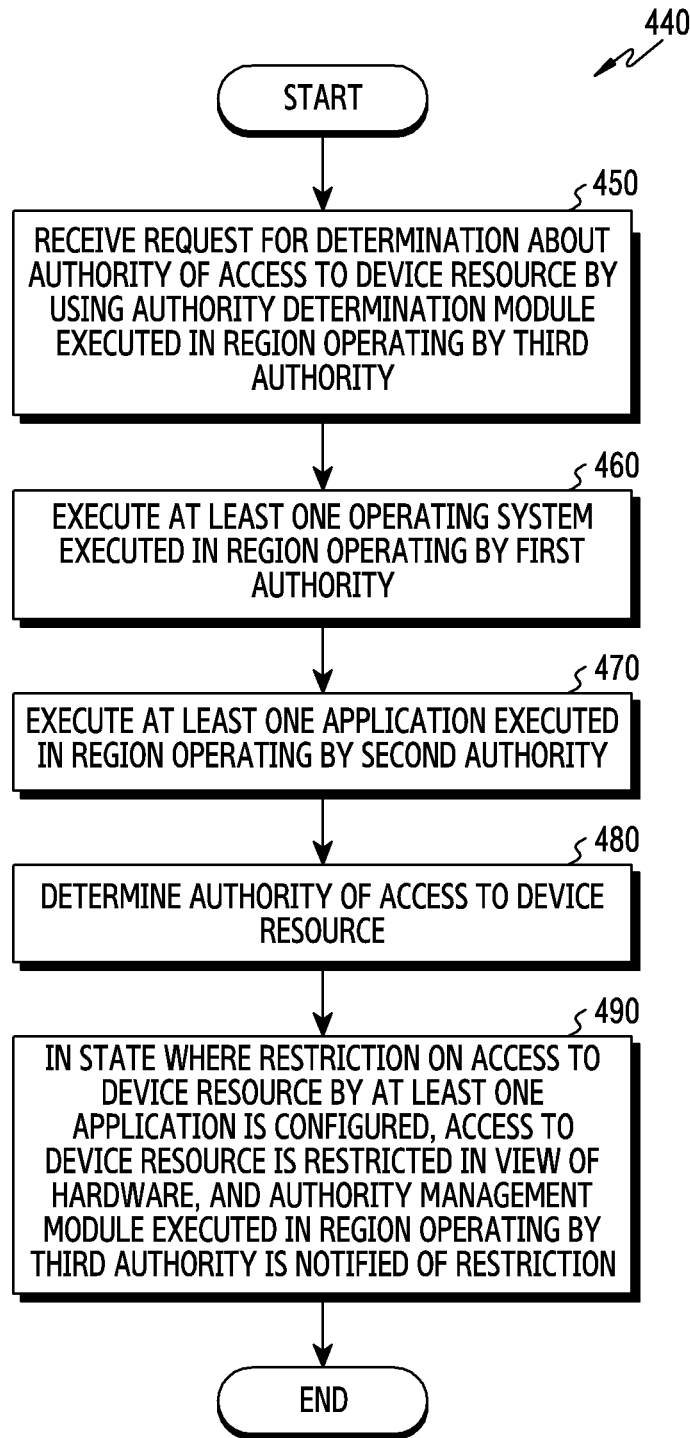 440
START
450
RECEIVE REQUEST FOR DETERMINATION ABOUT
AUTHORITY OF ACCESS TO DEVICE RESOURCE BY
USING AUTHORITY DETERMINATION MODULE
EXECUTED IN REGION OPERATING BY THIRD
AUTHORITY
460
EXECUTE AT LEAST ONE OPERATING SYSTEM
EXECUTED IN REGION OPERATING BY FIRST
AUTHORITY
470
EXECUTE AT LEAST ONE APPLICATION EXECUTED
IN REGION OPERATING BY SECOND AUTHORITY
480
DETERMINE AUTHORITY OF ACCESS TO DEVICE
RESOURCE
490
IN STATE WHERE RESTRICTION ON ACCESS TO
DEVICE RESOURCE BY AT LEAST ONE
APPLICATION IS CONFIGURED, ACCESS TO
DEVICE RESOURCE IS RESTRICTED IN VIEW OF
HARDWARE, AND AUTHORITY MANAGEMENT
MODULE EXECUTED IN REGION OPERATING BY
THIRD AUTHORITY IS NOTIFIED OF RESTRICTION
END